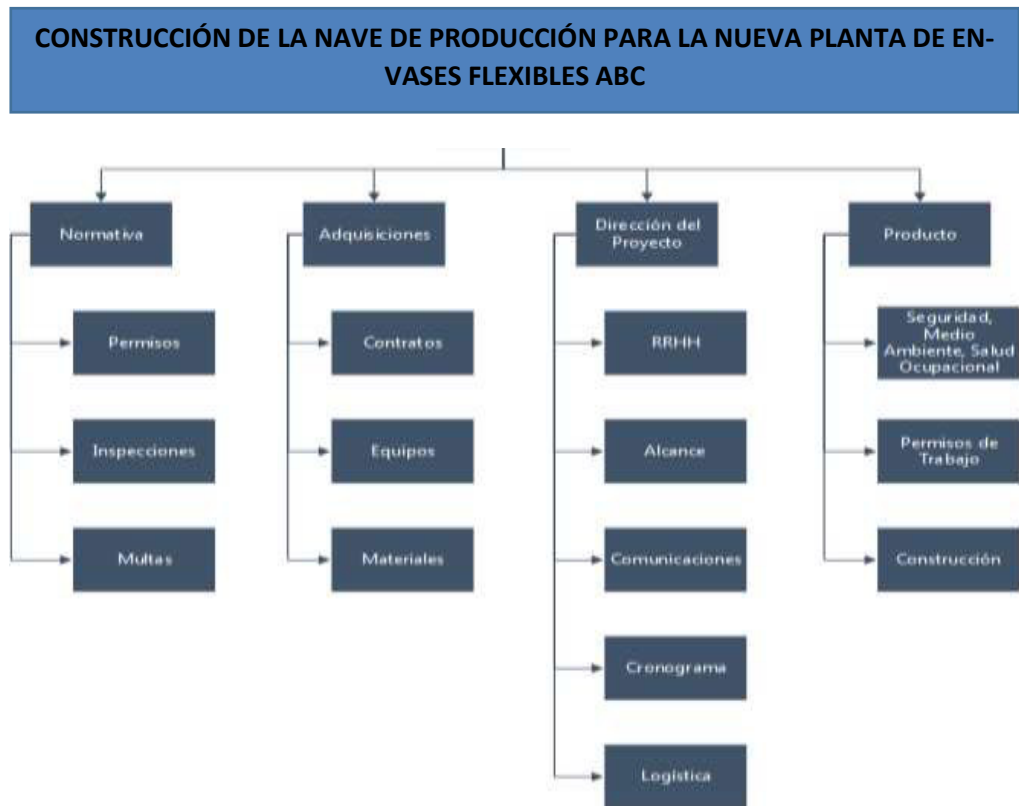 CONSTRUCCIÓN DE LA NAVE DE PRODUCCIÓN PARA LA NUEVA PLANTA DE EN-
VASES FLEXIBLES ABC
Normativa
Permisos
Inspecciones
Multas
Adquisiciones
Contratos
Equipos
Materiales
Dirección del
Proyecto
RRHH
Alcance
Comunicaciones
Cronograma
Logística
Producto
Seguridad,
Medio
Ambiente, Salud
Ocupacional
Permisos de
Trabajo
Construcción